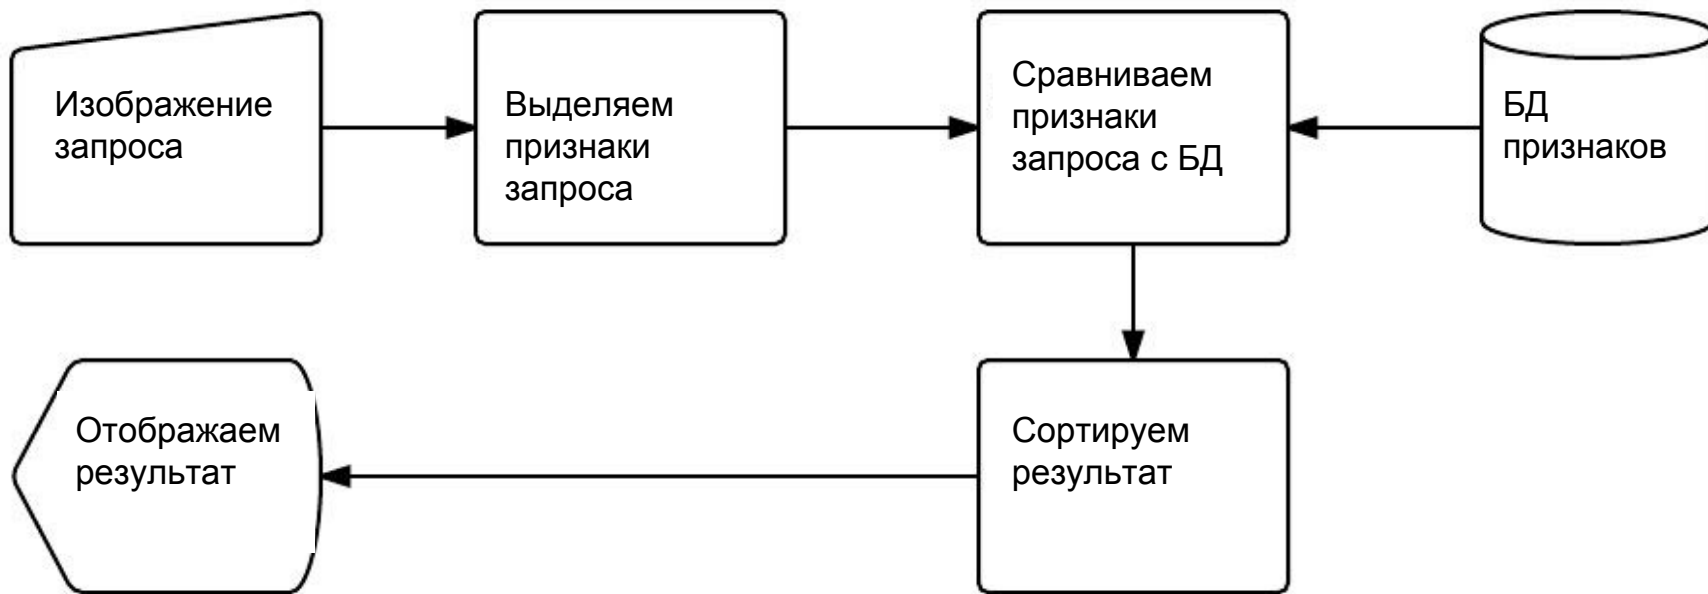 Изображение
запроса
Выделяем
признаки
запроса
Сравниваем
признаки
запроса с БД
БД
признаков
Отображаем
результат
Сортируем
результат